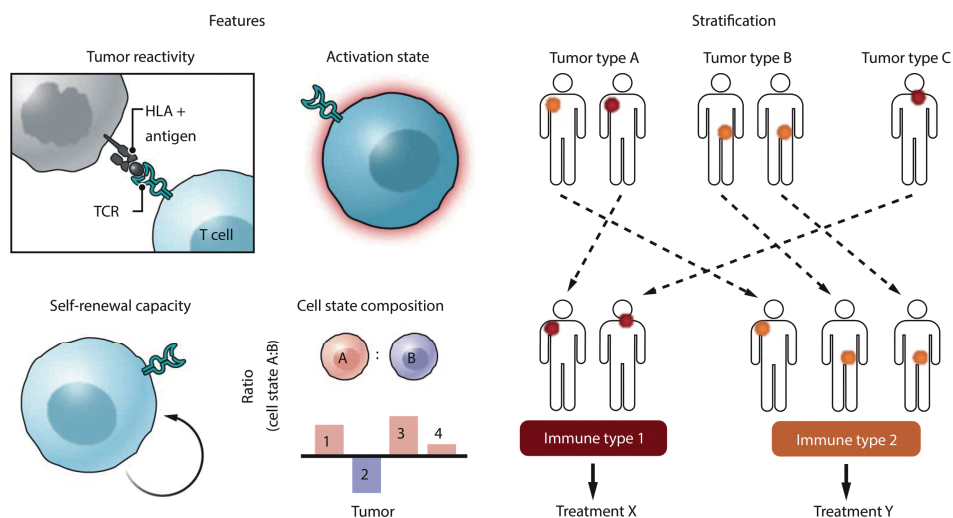 Features
Tumor reactivity
HLA +
antigen
TCR
T cell
Activation state
Self-renewal capacity
Cell state composition
A
:
B
Ratio
(cell state A:B)
1
2
3
4
Tumor
Stratification
Tumor type A
Tumor type B
Tumor type C
Immune type 1
Immune type 2
Treatment X
Treatment Y